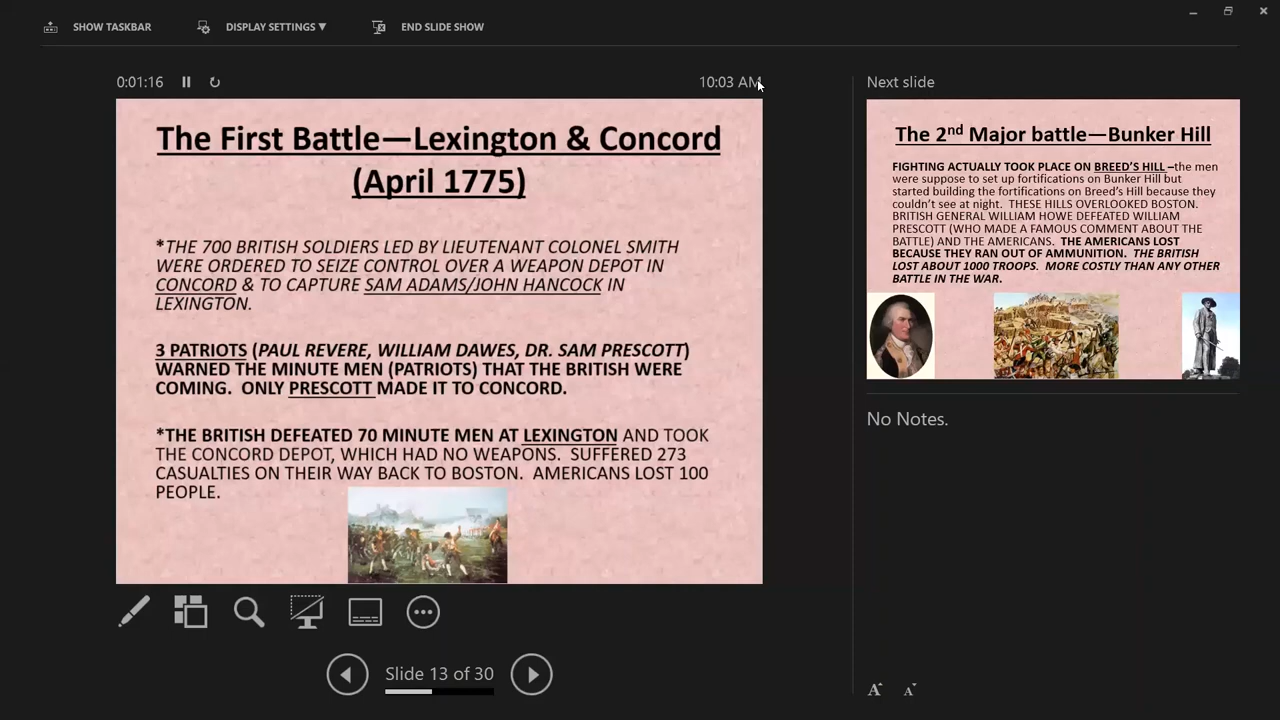 SHOW TASKBAR
DISPLAY SETTINGS ▼
END SLIDE SHOW
0:01:16
10:03 AM
The First Battle—Lexington & Concord
(April 1775)
*THE 700 BRITISH SOLDIERS LED BY LIEUTENANT COLONEL SMITH
WERE ORDERED TO SEIZE CONTROL OVER A WEAPON DEPOT IN
CONCORD & TO CAPTURE SAM ADAMS/JOHN HANCOCK IN
LEXINGTON.
3 PATRIOTS (PAUL REVERE, WILLIAM DAWES, DR. SAM PRESCOTT)
WARNED THE MINUTE MEN (PATRIOTS) THAT THE BRITISH WERE
COMING.  ONLY PRESCOTT MADE IT TO CONCORD.
*THE BRITISH DEFEATED 70 MINUTE MEN AT LEXINGTON AND TOOK
THE CONCORD DEPOT, WHICH HAD NO WEAPONS.  SUFFERED 273
CASUALTIES ON THEIR WAY BACK TO BOSTON.  AMERICANS LOST 100
PEOPLE.
Slide 13 of 30
Next slide
The 2nd Major battle—Bunker Hill
FIGHTING ACTUALLY TOOK PLACE ON BREED'S HILL –the men
were suppose to set up fortifications on Bunker Hill but
started building the fortifications on Breed's Hill because they
couldn't see at night.  THESE HILLS OVERLOOKED BOSTON.
BRITISH GENERAL WILLIAM HOWE DEFEATED WILLIAM
PRESCOTT (WHO MADE A FAMOUS COMMENT ABOUT THE
BATTLE) AND THE AMERICANS.  THE AMERICANS LOST
BECAUSE THEY RAN OUT OF AMMUNITION.  THE BRITISH
LOST ABOUT 1000 TROOPS.  MORE COSTLY THAN ANY OTHER
BATTLE IN THE WAR.
No Notes.
A A